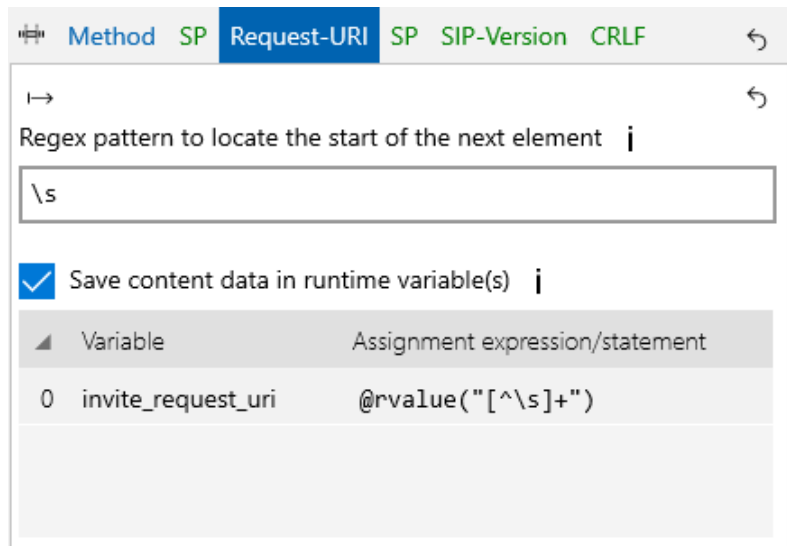 Method SP Request-URI SP SIP-Version CRLF
Regex pattern to locate the start of the next element i
\s
Save content data in runtime variable(s) i
Variable Assignment expression/statement
0 invite_request_uri @rvalue("[^\s]+")